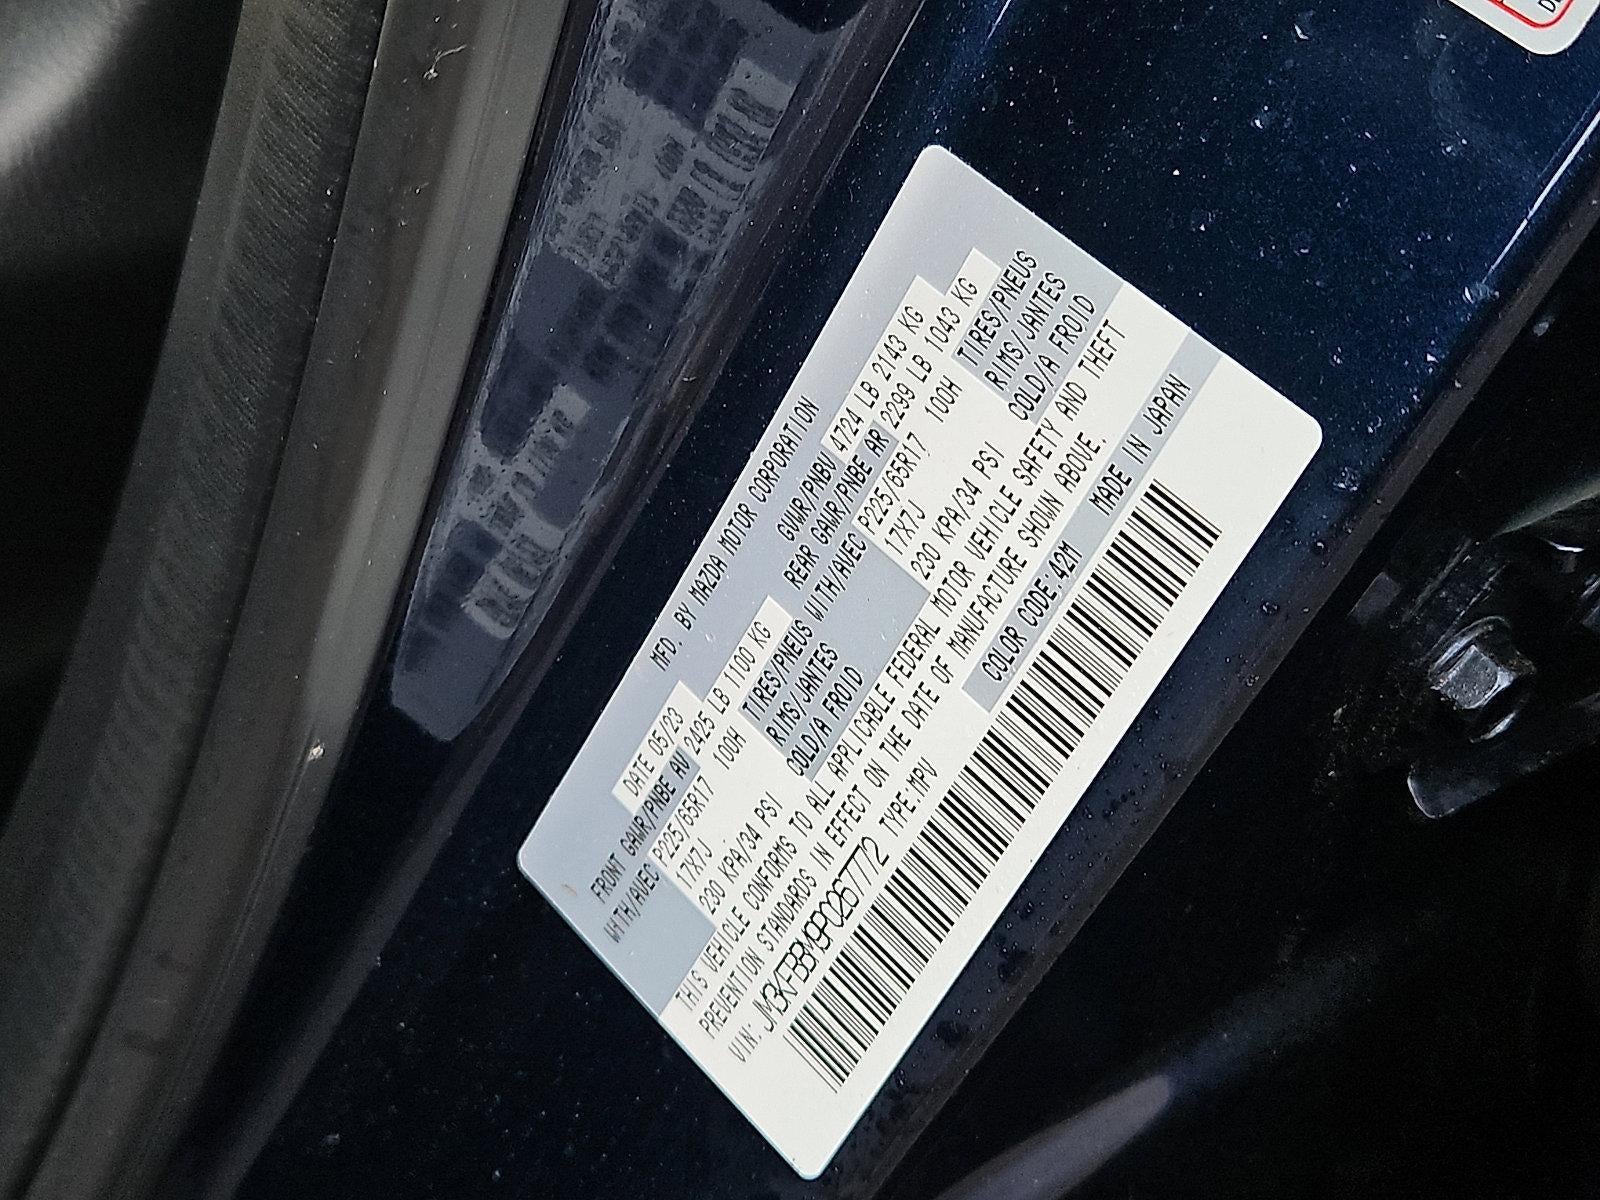 MFD. BY MAZDA MOTOR CORPORATION
DATE 05/23 GVWR/PNBV 4724 LB 2143 KG
FRONT GAWR/PNBE AV 2425 LB 1100 KG REAR GAWR/PNBE AR 2299 LB 1043 KG
WITH/AVEC P225/65R17 100H TIRES/PNEUS WITH/AVEC P225/65R17 100H TIRES/PNEUS
17X7J RIMS/JANTES 17X7J RIMS/JANTES
230 KPA/34 PSI COLD/A FROID 230 KPA/34 PSI COLD/A FROID
THIS VEHICLE CONFORMS TO ALL APPLICABLE FEDERAL MOTOR VEHICLE SAFETY AND THEFT
PREVENTION STANDARDS IN EFFECT ON THE DATE OF MANUFACTURE SHOWN ABOVE.
VIN: JM3KFBBM9P0267772 TYPE:MPV COLOR CODE:42M MADE IN JAPAN